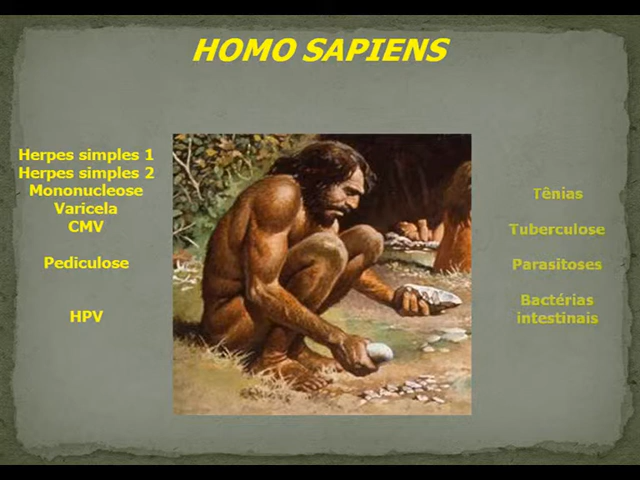 HOMO SAPIENS
Herpes simples 1
Herpes simples 2
Mononucleose
Varicela
CMV
Pediculose
HPV
Tênias
Tuberculose
Parasitoses
Bactérias
intestinais